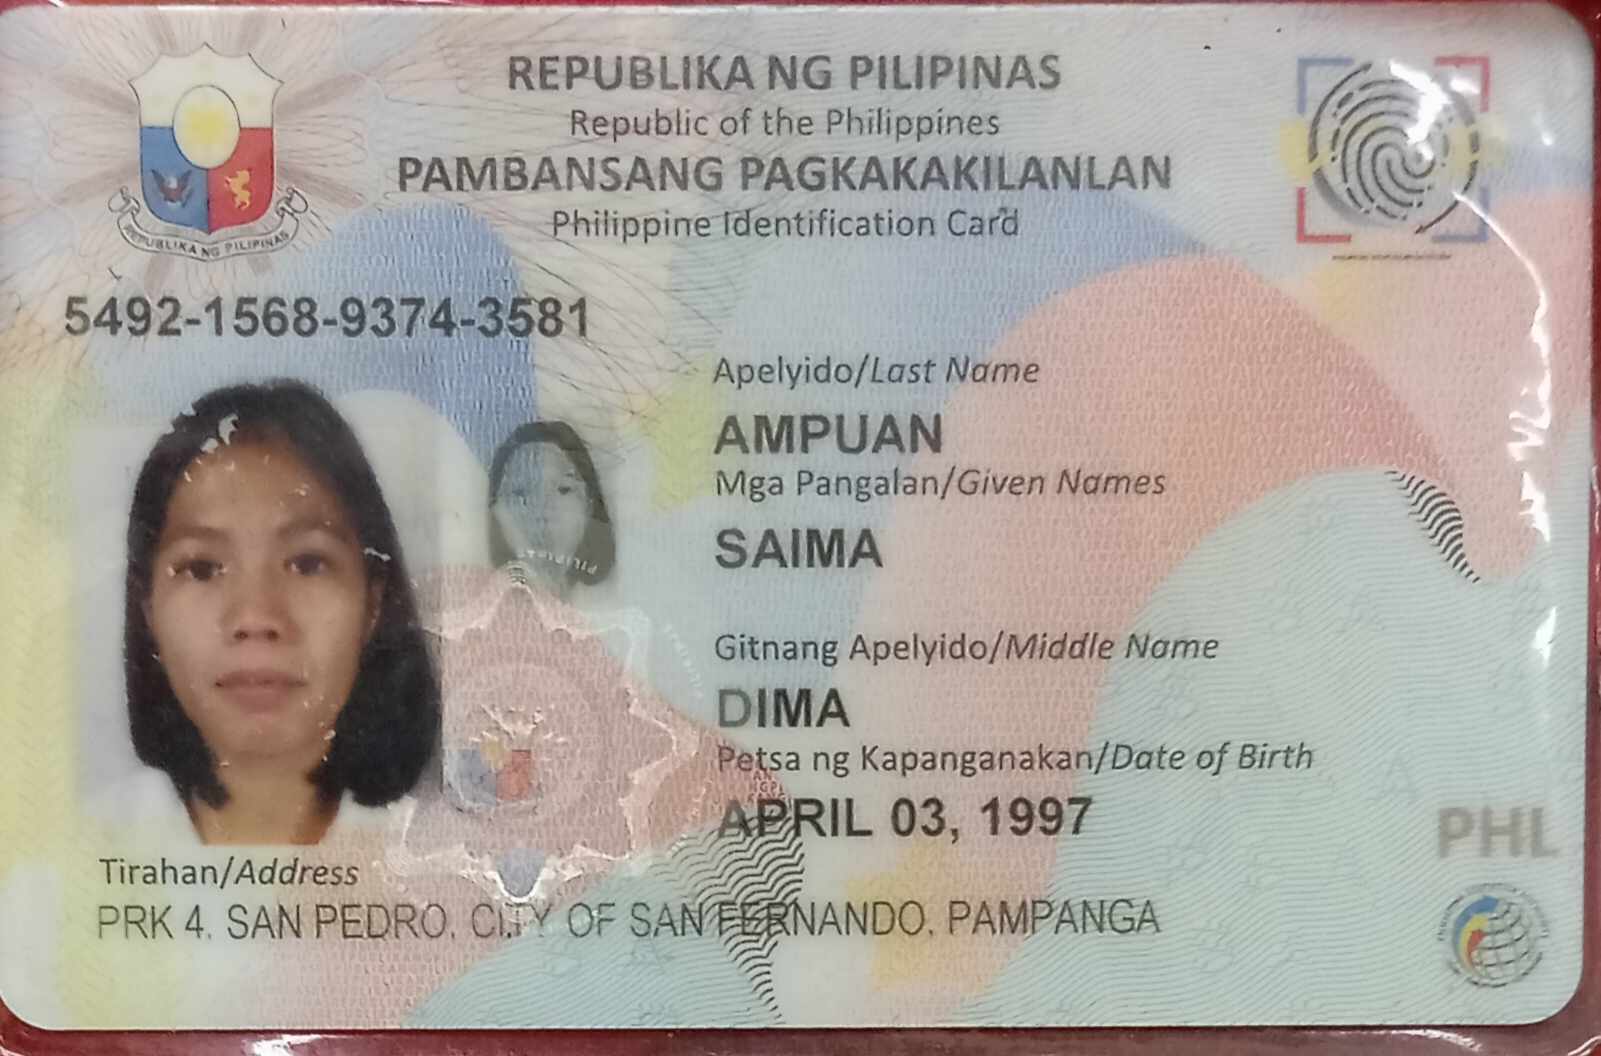 REPUBLIKA NG PILIPINAS
Republic of the Philippines
PAMBANSANG PAGKAKAKILANLAN
Philippine Identification Card
REPUBLIKA NG PILIPINAS
5492-1568-9374-3581
Apelyido/Last Name
AMPUAN
Mga Pangalan/Given Names
SAIMA
Gitnang Apelyido/Middle Name
DIMA
Petsa ng Kapanganakan/Date of Birth
APRIL 03, 1997
PHL
Tirahan/Address
PRK 4, SAN PEDRO, CITY OF SAN FERNANDO, PAMPANGA